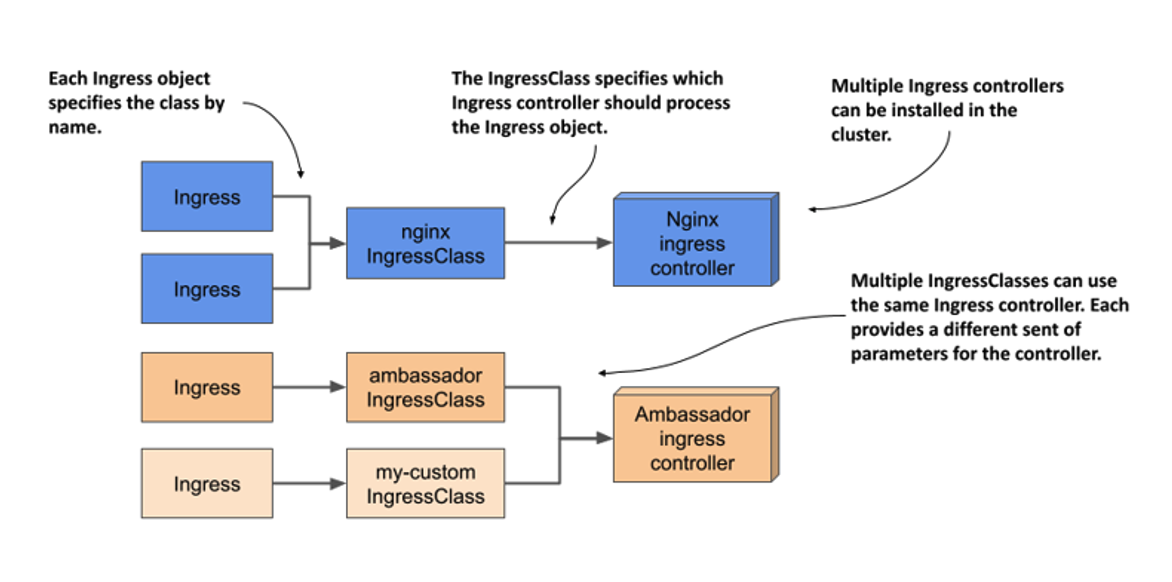 Each Ingress object
specifies the class by
name.
The IngressClass specifies which
Ingress controller should process
the Ingress object.
Multiple Ingress controllers
can be installed in the
cluster.
Ingress
Ingress
nginx
IngressClass
Nginx
ingress
controller
Multiple IngressClasses can use
the same Ingress controller. Each
provides a different sent of
parameters for the controller.
Ingress
ambassador
IngressClass
Ambassador
ingress
controller
Ingress
my-custom
IngressClass